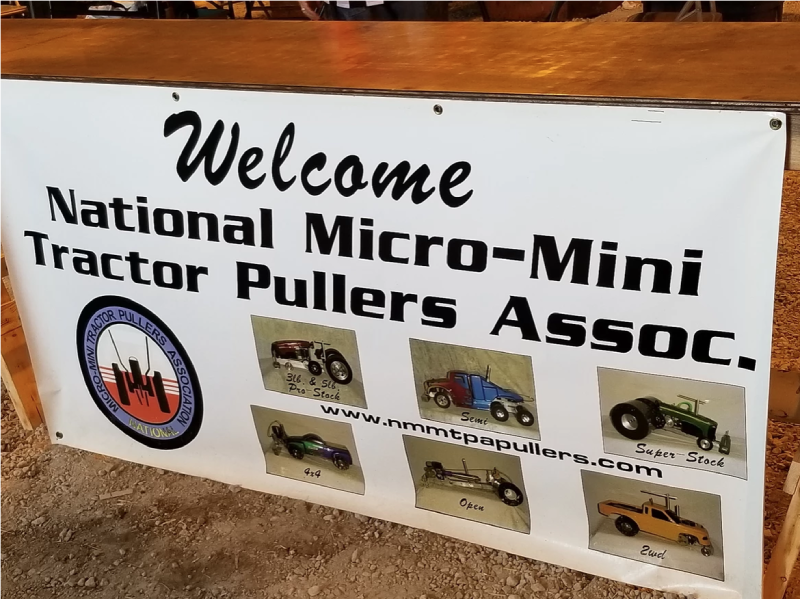 Welcome
National Micro-Mini
Tractor Pullers Assoc.
MICRO-MINI TRACTOR PULLERS ASSOCIATION
NATIONAL
3lb. & 5lb.
Pro-Stock
Semi
Super-Stock
www.nmmtpapullers.com
4x4
Open
2wd